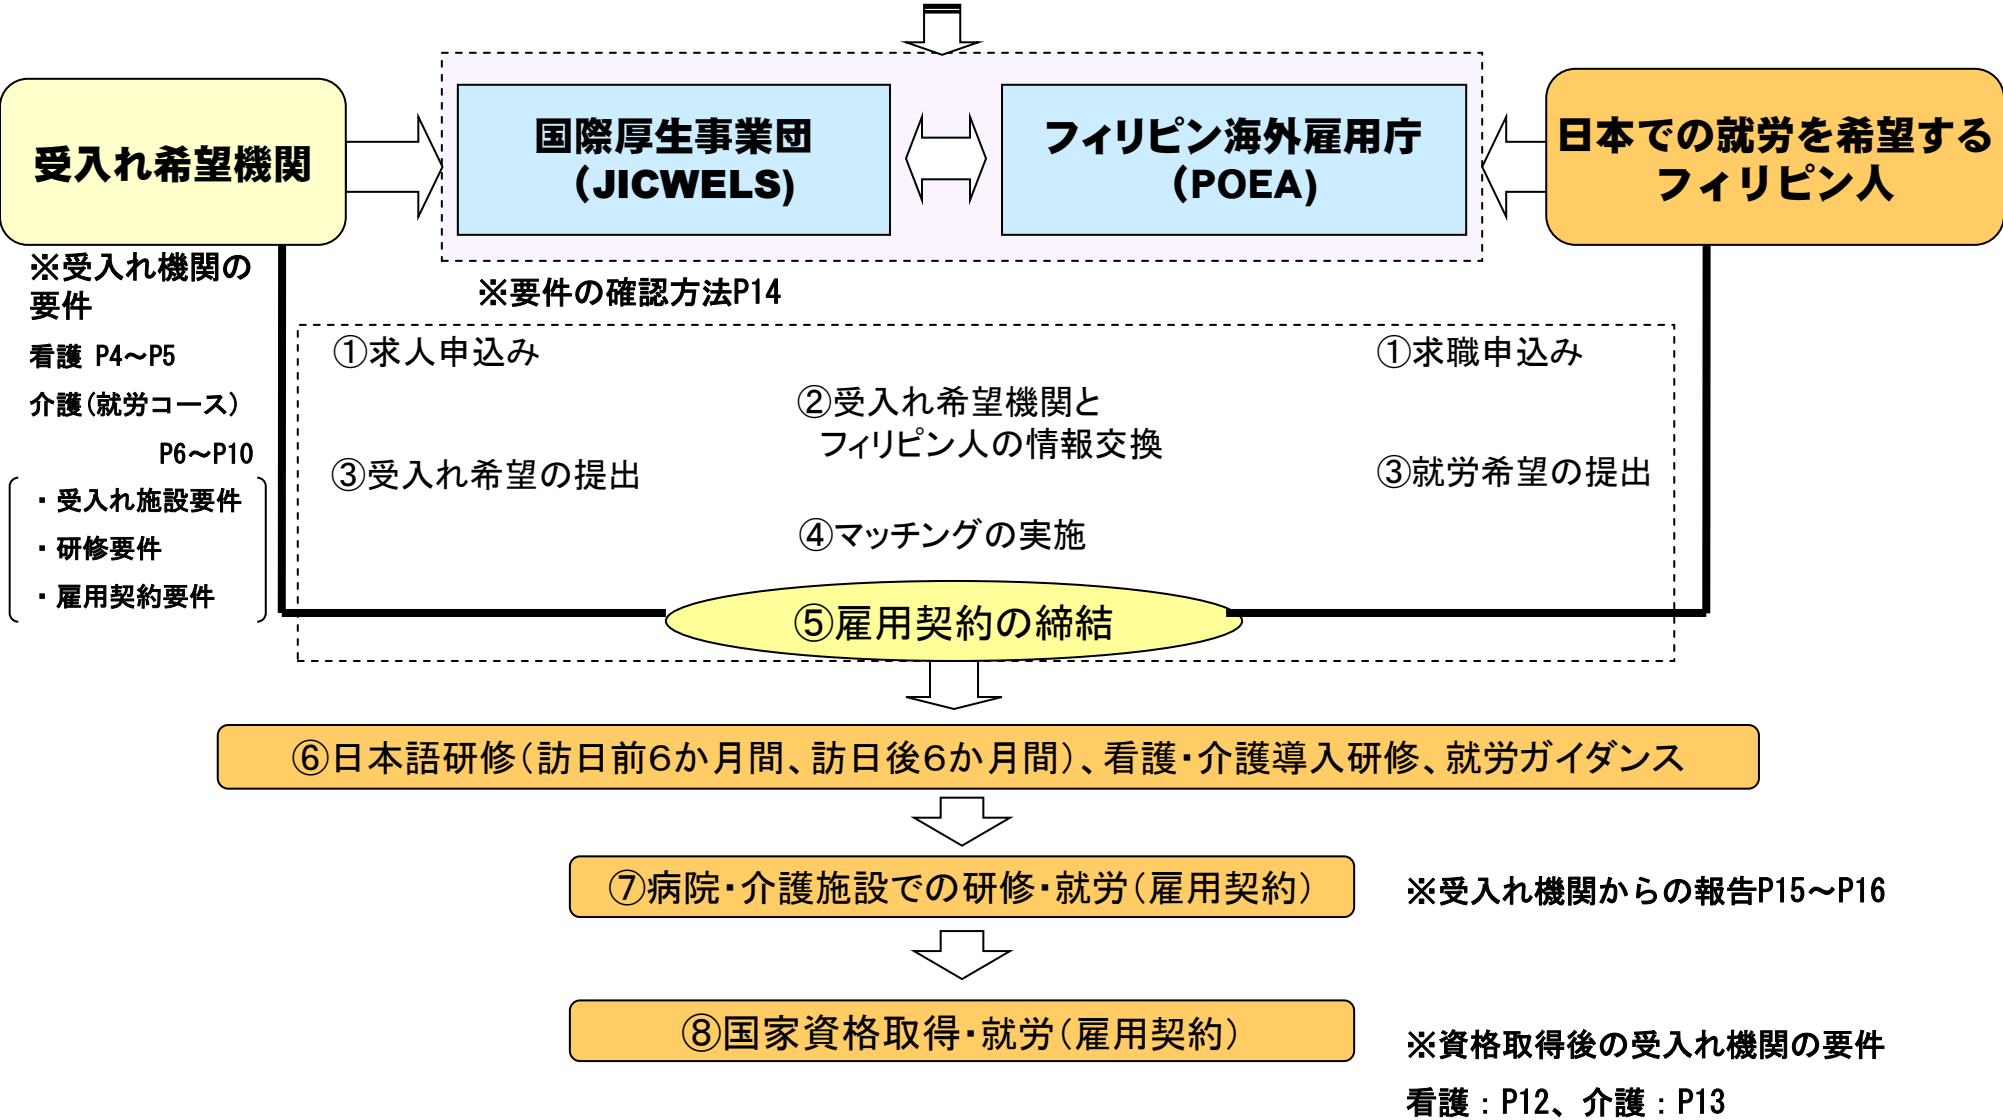 受入れ希望機関
国際厚生事業団
（JICWELS）
フィリピン海外雇用庁
（POEA）
日本での就労を希望する
フィリピン人
※受入れ機関の
要件
看護 P4～P5
介護（就労コース）
P6～P10
・受入れ施設要件
・研修要件
・雇用契約要件
※要件の確認方法P14
①求人申込み
①求職申込み
②受入れ希望機関と
フィリピン人の情報交換
③受入れ希望の提出
③就労希望の提出
④マッチングの実施
⑤雇用契約の締結
⑥日本語研修（訪日前６か月間、訪日後６か月間）、看護・介護導入研修、就労ガイダンス
⑦病院・介護施設での研修・就労（雇用契約）
※受入れ機関からの報告P15～P16
⑧国家資格取得・就労（雇用契約）
※資格取得後の受入れ機関の要件
看護：P12、介護：P13